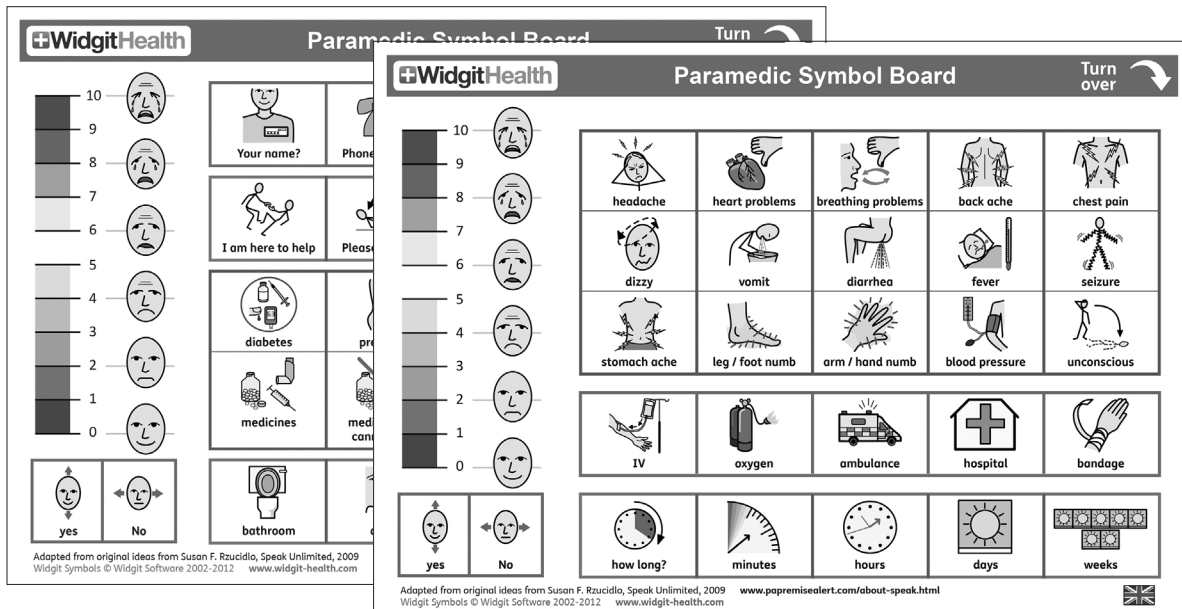 WidgitHealth
Paramedic Symbol Board
Turn
10
9
8
7
6
5
4
3
2
1
0
Your name?
Phone
I am here to help
Please
diabetes
pre
medicines
medi
cann
bathroom
yes
No
Adapted from original ideas from Susan F. Rzucidlo, Speak Unlimited, 2009
Widgit Symbols © Widgit Software 2002-2012 www.widgit-health.com
WidgitHealth
Paramedic Symbol Board
Turn
over
10
9
8
7
6
5
4
3
2
1
0
headache
heart problems
breathing problems
back ache
chest pain
dizzy
vomit
diarrhea
fever
seizure
stomach ache
leg / foot numb
arm / hand numb
blood pressure
unconscious
IV
oxygen
ambulance
hospital
bandage
yes
No
how long?
minutes
hours
days
weeks
Adapted from original ideas from Susan F. Rzucidlo, Speak Unlimited, 2009 www.papremisealert.com/about-speak.html
Widgit Symbols © Widgit Software 2002-2012 www.widgit-health.com